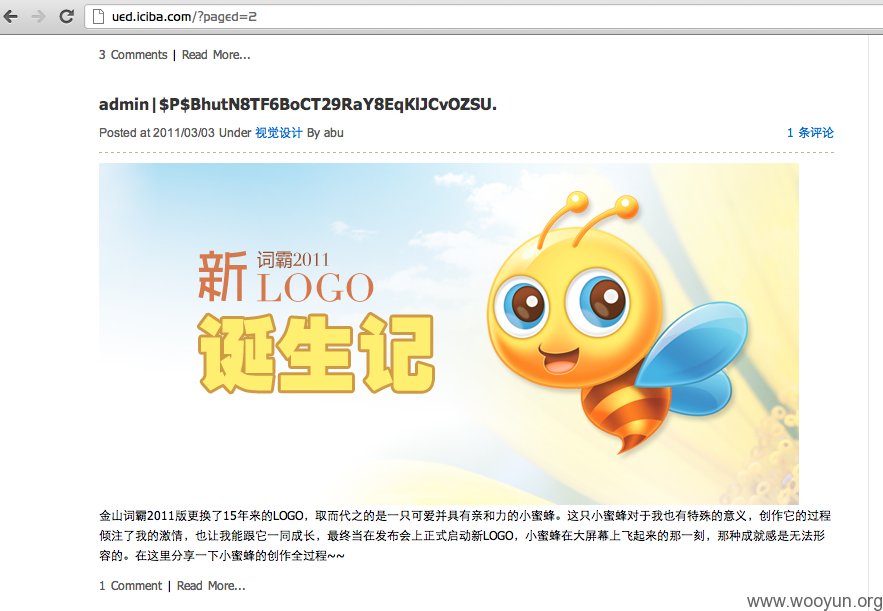 ued.iciba.com/?paged=2
3 Comments | Read More...
admin|$P$BhutN8TF6BoCT29RaY8EqKlJCvOZSU.
Posted at 2011/03/03 Under 视觉设计 By abu 1 条评论
新 词霸2011
LOGO
诞生记
金山词霸2011版更换了15年来的LOGO，取而代之的是一只可爱并具有亲和力的小蜜蜂。这只小蜜蜂对于我也有特殊的意义，创作它的过程
倾注了我的激情，也让我能跟它一同成长，最终当在发布会上正式启动新LOGO，小蜜蜂在大屏幕上飞起来的那一刻，那种成就感是无法形
容的。在这里分享一下小蜜蜂的创作全过程~~
1 Comment | Read More...
www.wooyun.org